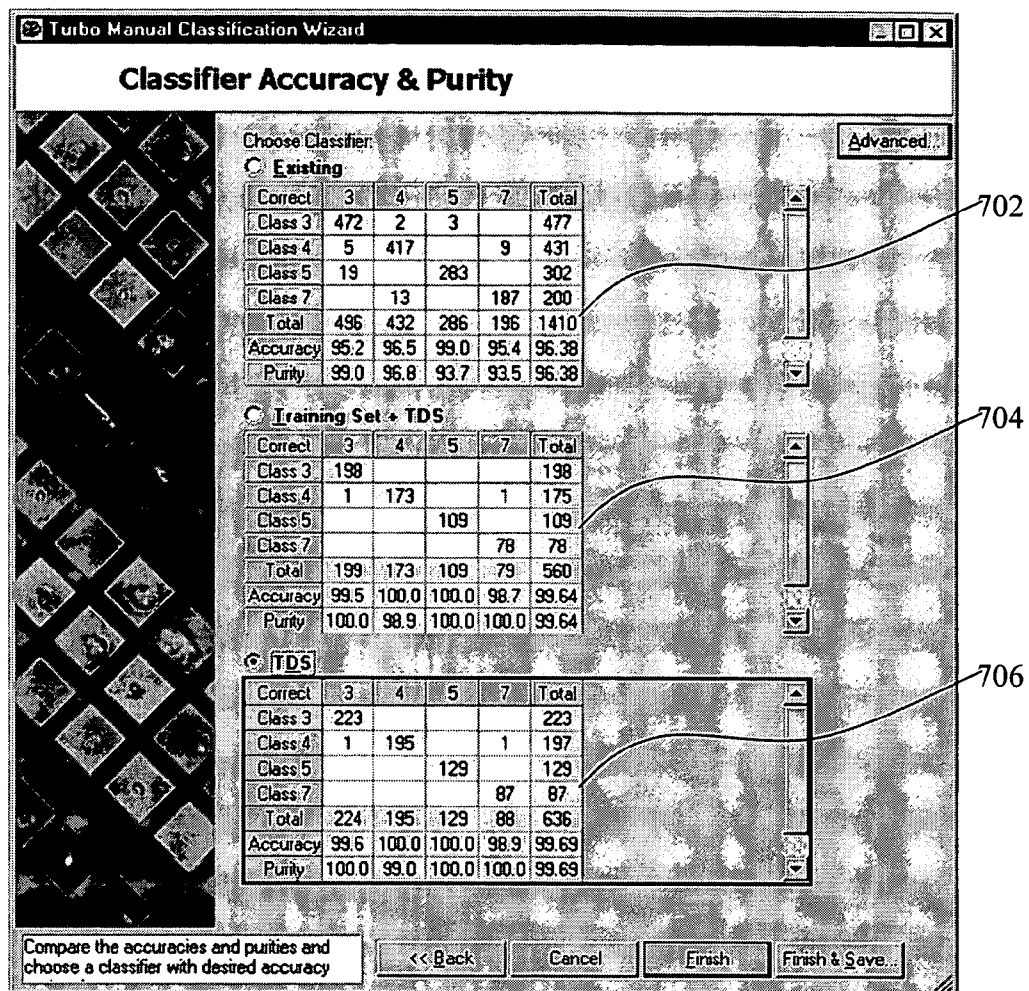 Turbo Manual Classification Wizard
Classifier Accuracy & Purity
Choose Classifier:
Advanced...
Existing
Correct 3 4 5 7 Total
Class 3 472 2 3 477
Class 4 5 417 9 431
Class 5 19 283 302
Class 7 13 187 200
Total 496 432 286 196 1410
Accuracy 95.2 96.5 99.0 95.4 96.38
Purity 99.0 96.8 93.7 93.5 96.38
702
Training Set + TDS
Correct 3 4 5 7 Total
Class 3 198 198
Class 4 1 173 1 175
Class 5 109 109
Class 7 78 78
Total 199 173 109 79 560
Accuracy 99.5 100.0 100.0 98.7 99.64
Purity 100.0 98.9 100.0 100.0 99.64
704
TDS
Correct 3 4 5 7 Total
Class 3 223 223
Class 4 1 195 1 197
Class 5 129 129
Class 7 87 87
Total 224 195 129 88 636
Accuracy 99.6 100.0 100.0 98.9 99.69
Purity 100.0 99.0 100.0 100.0 99.69
706
Compare the accuracies and purities and
choose a classifier with desired accuracy
<< Back Cancel Finish Finish & Save...